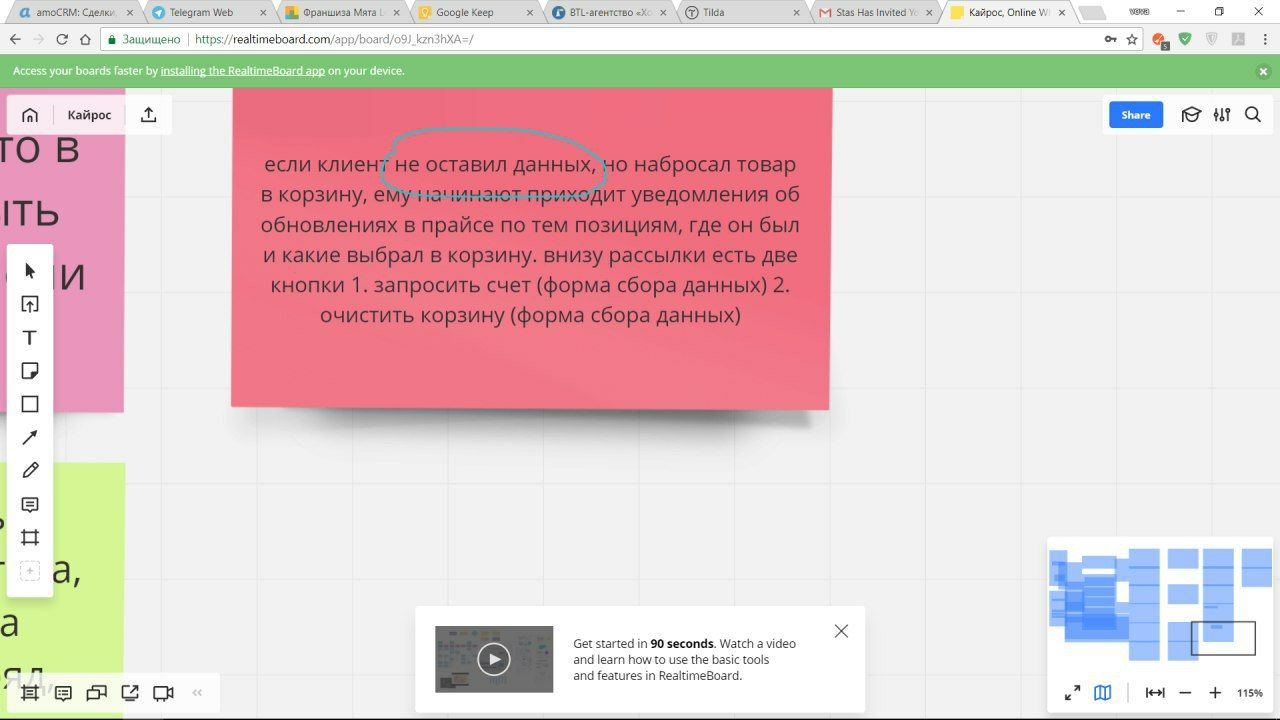 amoCRM: Сделки,
Telegram Web
Франшиза Мята L
Google Keep
BTL-агентство «Хо
Tilda
Stas Has Invited Yo
Кайрос, Online Wh
Защищено
https://realtimeboard.com/app/board/o9J_kzn3hXA=/
Access your boards faster by installing the RealtimeBoard app on your device.
Кайрос
Share
то в
ыть
ли
если клиент не оставил данных, но набросал товар
в корзину, ему начинают приходит уведомления об
обновлениях в прайсе по тем позициям, где он был
и какие выбрал в корзину. внизу рассылки есть две
кнопки 1. запросить счет (форма сбора данных) 2.
очистить корзину (форма сбора данных)
а,
а
яд,
Get started in 90 seconds. Watch a video
and learn how to use the basic tools
and features in RealtimeBoard.
115%